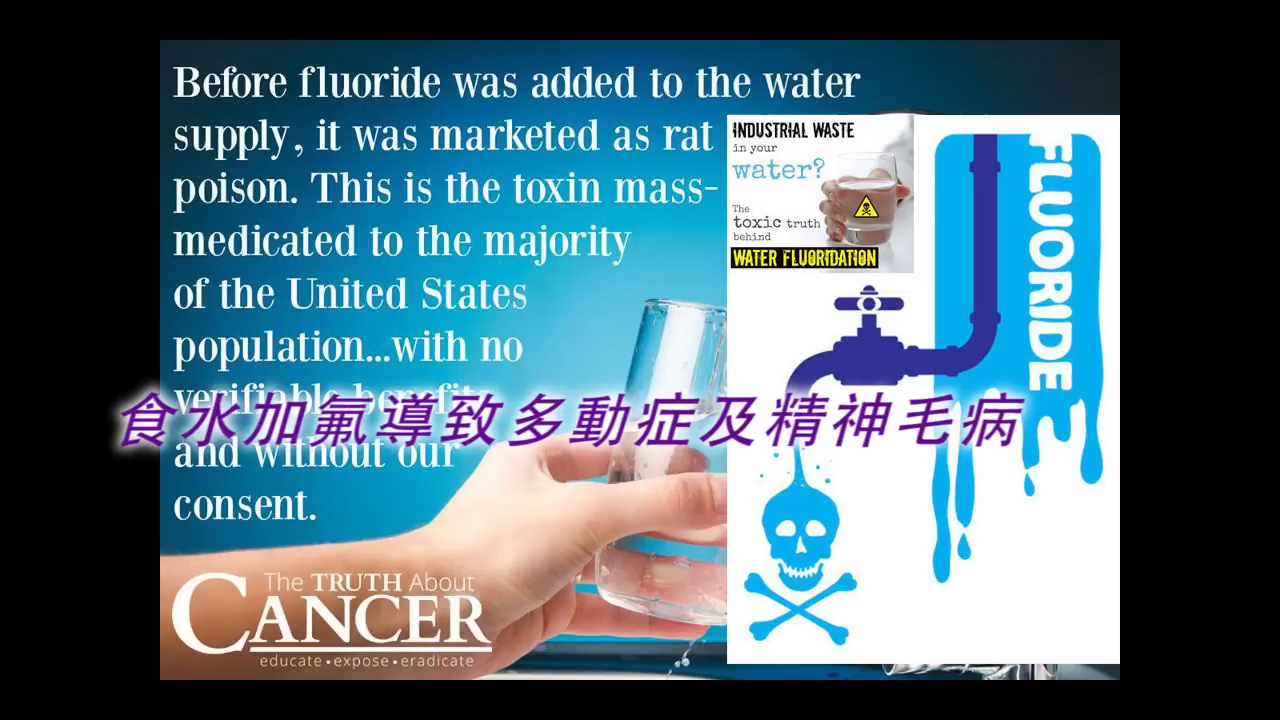 Before fluoride was added to the water
supply, it was marketed as rat
poison. This is the toxin mass-
medicated to the majority
of the United States
population...with no
verifiable benefits
and without our
consent.
The TRUTH About
CANCER
educate • expose • eradicate
INDUSTRIAL WASTE
in your
water?
The
toxic truth
behind
WATER FLUORIDATION
FLUORIDE
食水加氟導致多動症及精神毛病